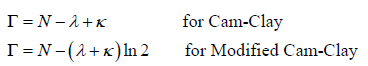 Γ = N − λ + κ for Cam-Clay
Γ = N − (λ + κ) ln 2 for Modified Cam-Clay